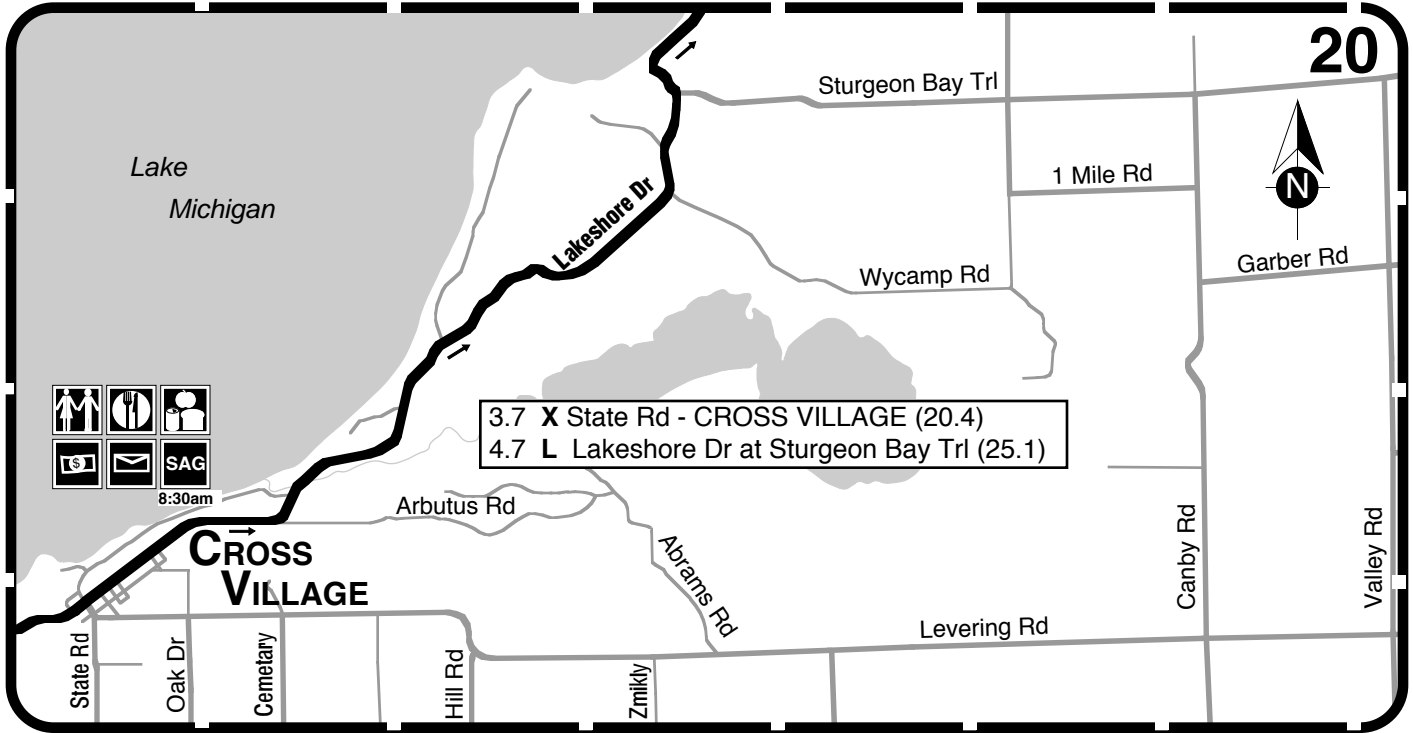 20
Sturgeon Bay Trl
Lake
Michigan
1 Mile Rd
N
Lakeshore Dr
Garber Rd
Wycamp Rd
3.7 X State Rd - CROSS VILLAGE (20.4)
4.7 L Lakeshore Dr at Sturgeon Bay Trl (25.1)
$
SAG
8:30am
Arbutus Rd
CROSS
VILLAGE
Abrams Rd
Canby Rd
Valley Rd
Levering Rd
State Rd
Oak Dr
Cemetary
Hill Rd
Zmikly